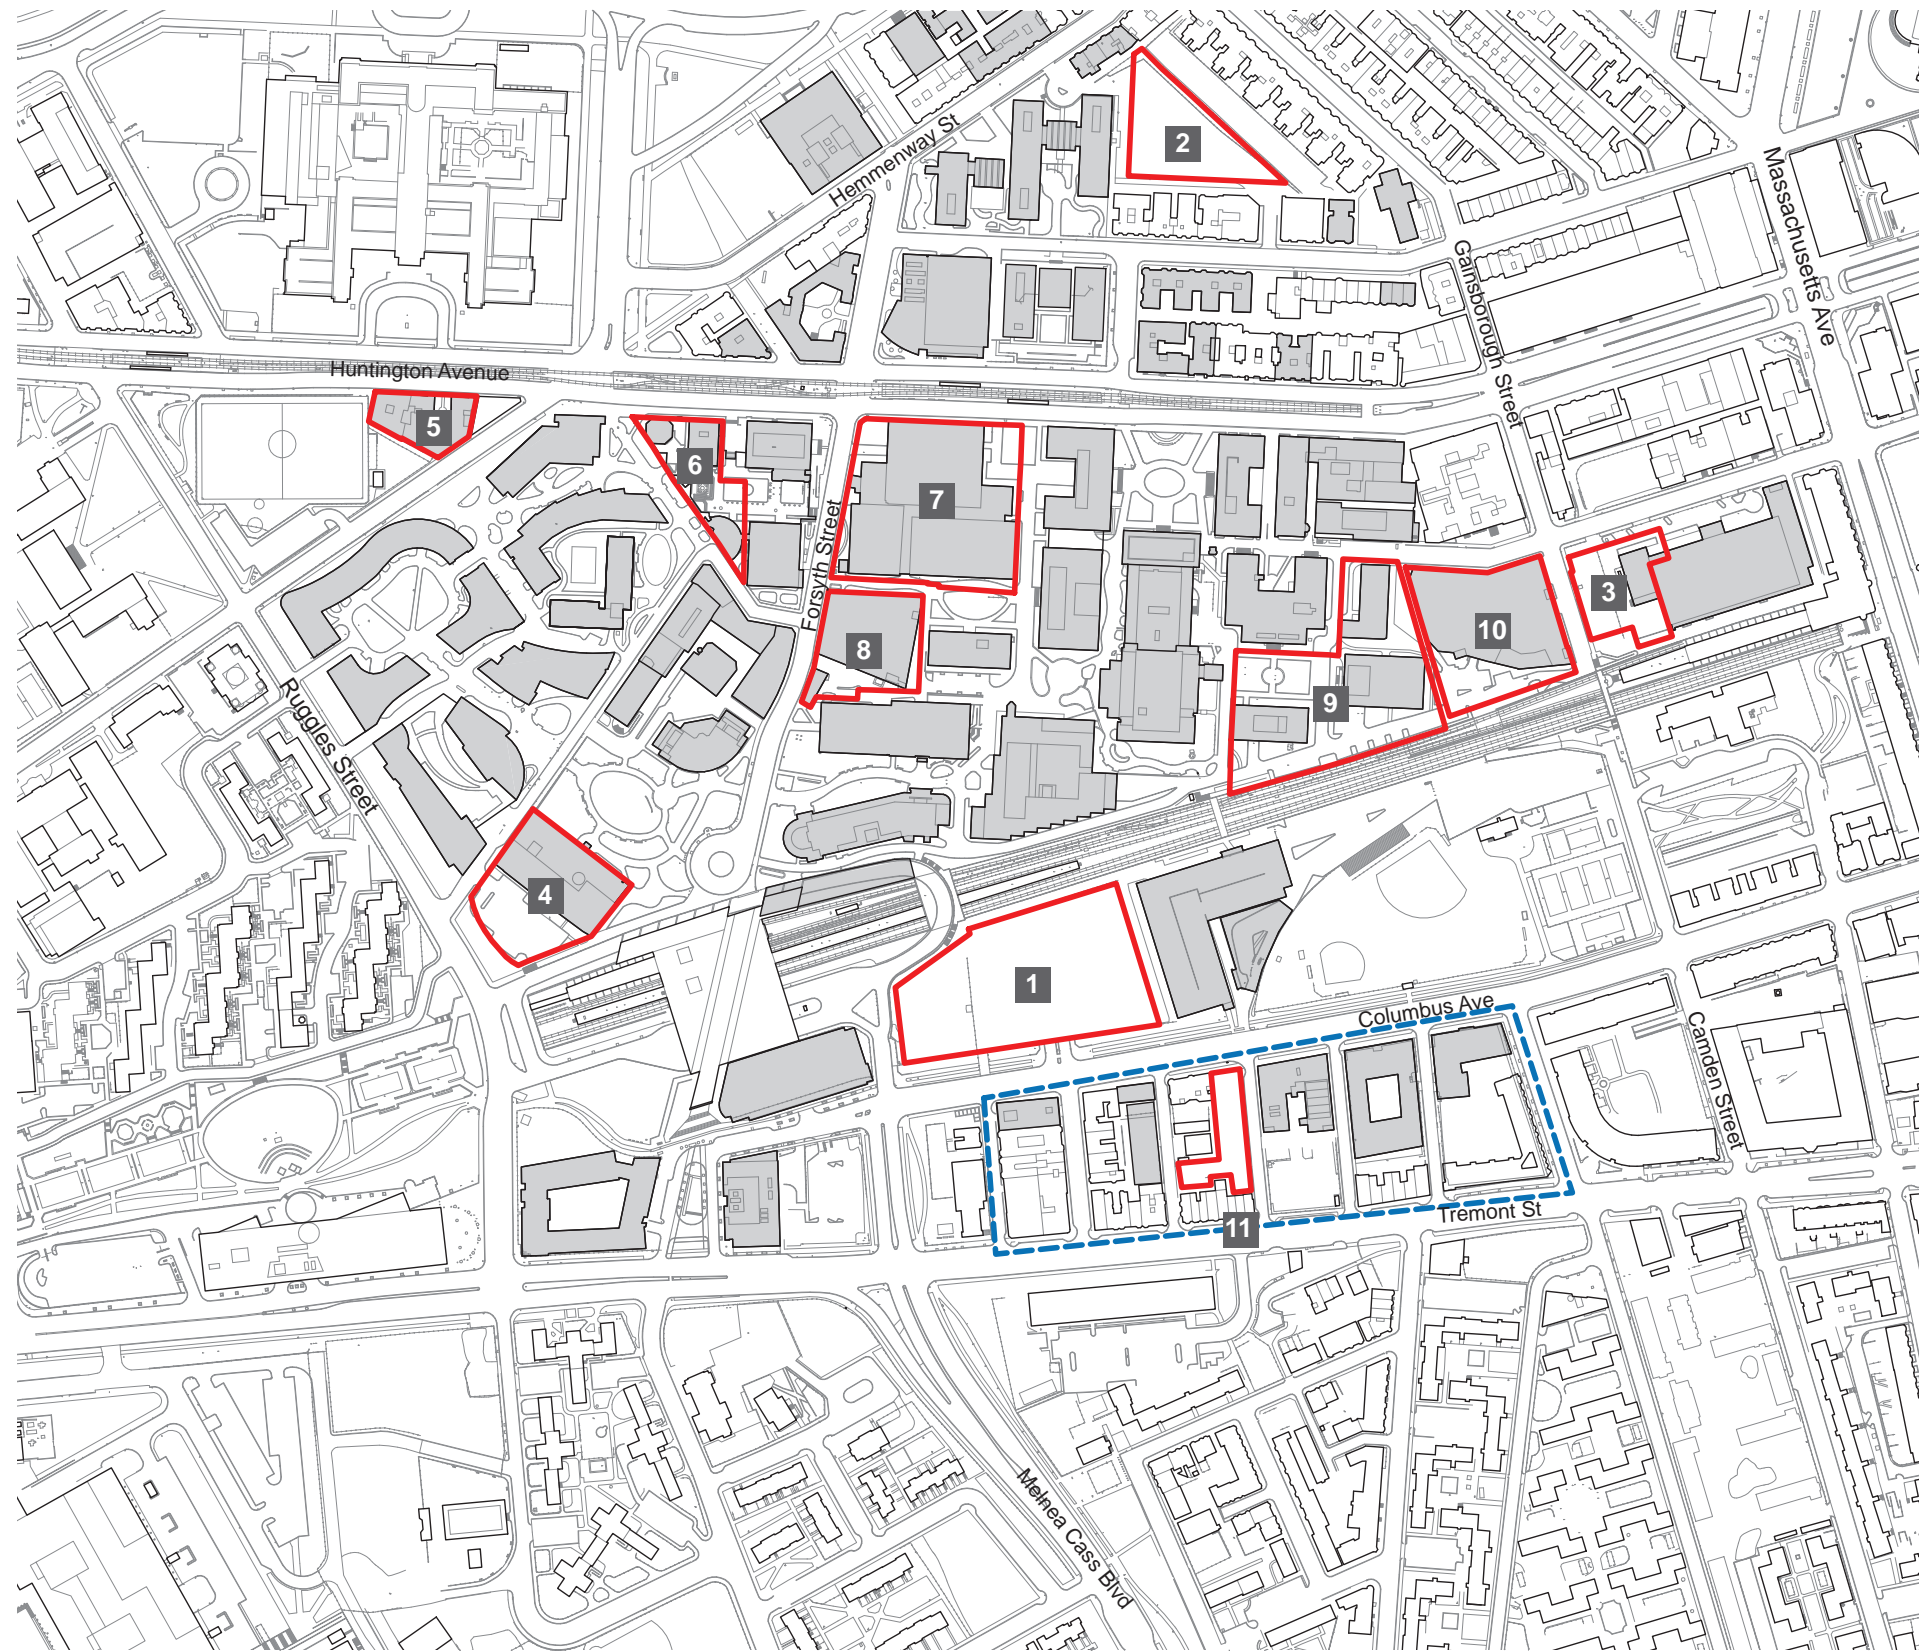 2
Hemmenway St
Massachusetts Ave
Gainsborough Street
Huntington Avenue
5
6
7
Forsyth Street
3
10
8
9
Ruggles Street
4
1
Columbus Ave
Camden Street
Tremont St
11
Melnea Cass Blvd